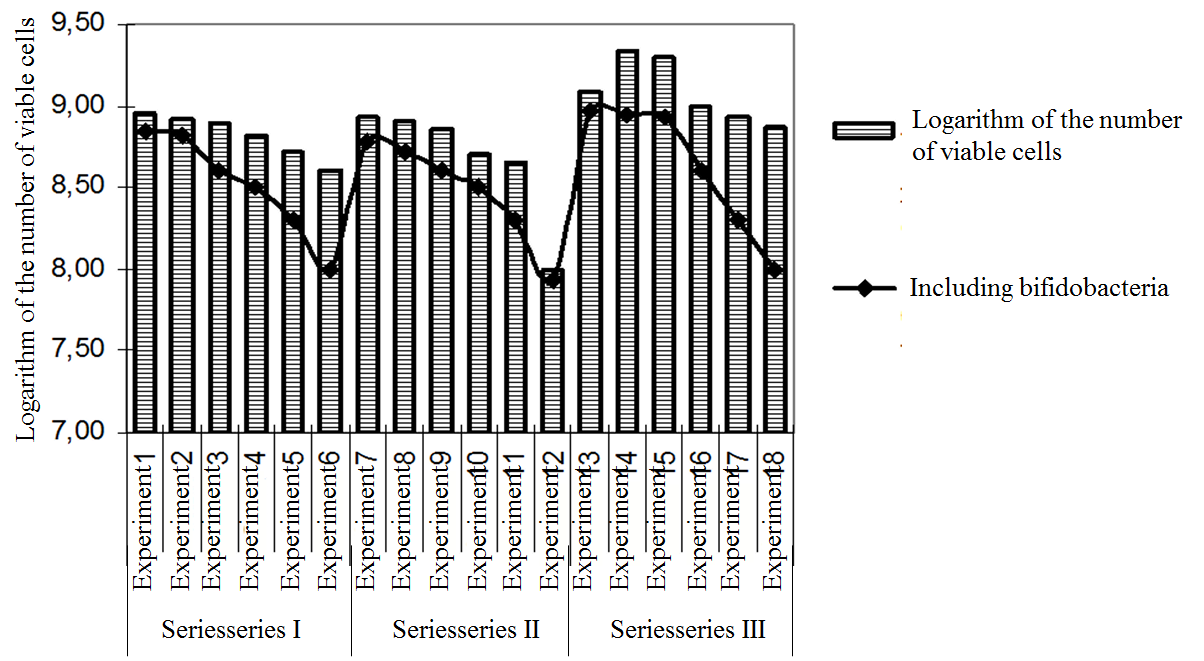 Logarithm of the number of viable cells
9,50
9,00
8,50
8,00
7,50
7,00
Experiment1
Experiment2
Experiment3
Experiment4
Experiment5
Experiment6
Experiment7
Experiment8
Experiment9
Experiment10
Experiment11
Experiment12
Experiment13
Experiment14
Experiment15
Experiment16
Experiment17
Experiment18
Seriesseries I
Seriesseries II
Seriesseries III
Logarithm of the number
of viable cells
Including bifidobacteria